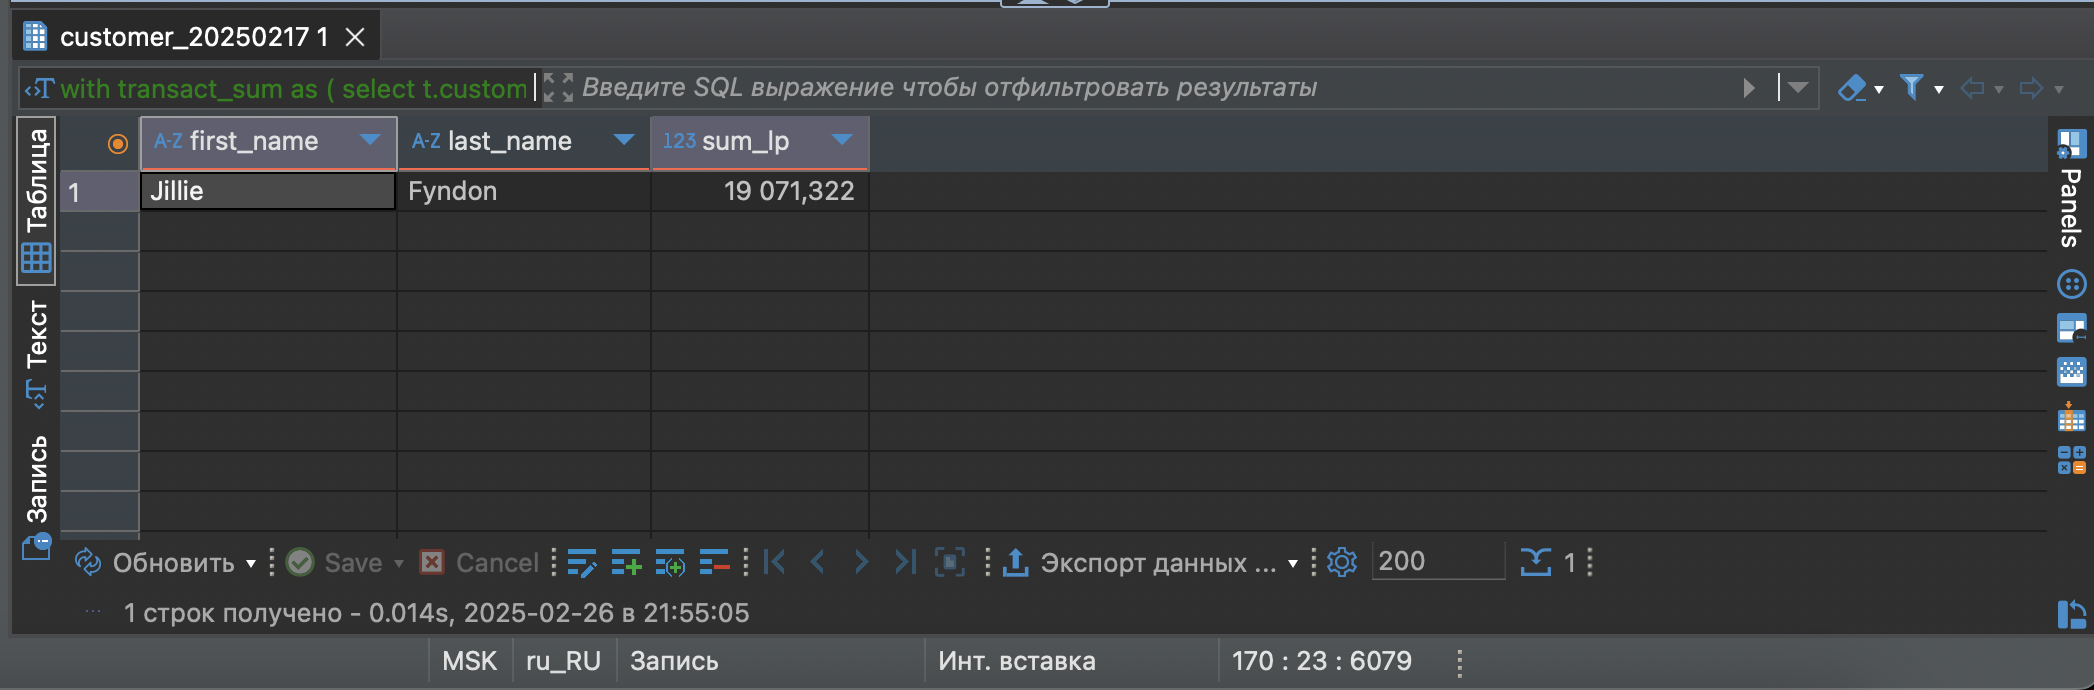 customer_20250217 1
with transact_sum as ( select t.custom
Введите SQL выражение чтобы отфильтровать результаты
Таблица
Текст
Запись
A-Z first_name
A-Z last_name
123 sum_lp
1 Jillie Fyndon 19 071,322
Panels
Обновить Save Cancel Экспорт данных ... 200 1
1 строк получено - 0.014s, 2025-02-26 в 21:55:05
MSK ru_RU Запись Инт. вставка 170 : 23 : 6079